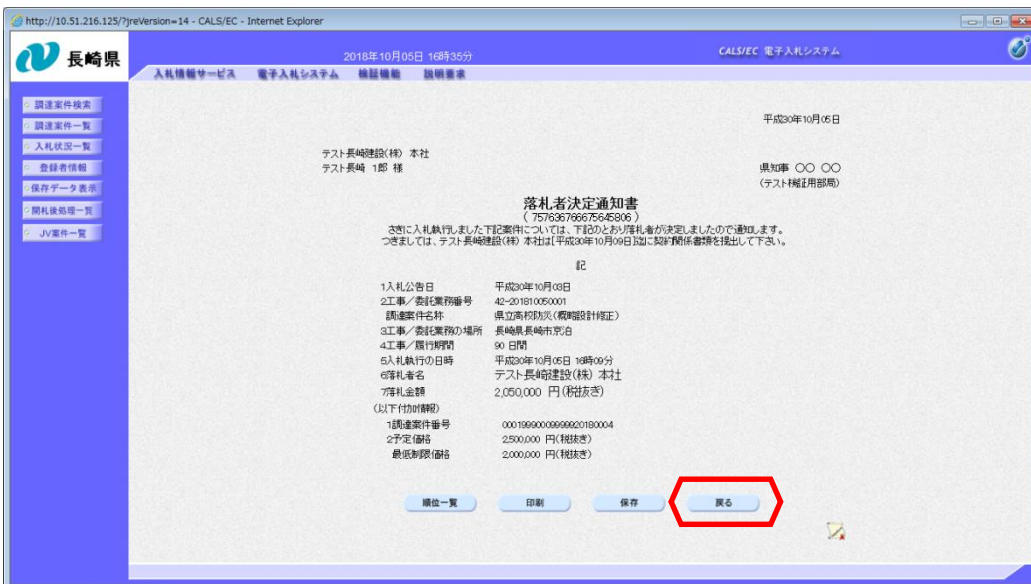 http://10.51.216.125/?jreVersion=14 - CALS/EC - Internet Explorer
長崎県
2018年10月05日 16時35分
CALS/EC 電子入札システム
入札情報サービス 電子入札システム 検証機能 説明要求
調達案件検索
調達案件一覧
入札状況一覧
登録者情報
保存データ表示
開札後処理一覧
JV案件一覧
平成30年10月05日
テスト長崎建設(株) 本社
テスト長崎 1郎 様
県知事 〇〇 〇〇
(テスト検証用部局)
落札者決定通知書
( 757636766675645806 )
さきに入札執行しました下記案件については、下記のとおり落札者が決定しましたので通知します。
つきましては、テスト長崎建設(株) 本社は[平成30年10月09日]迄に契約関係書類を提出して下さい。
記
1入札公告日 平成30年10月03日
2工事/委託業務番号 42-201810050001
調達案件名称 県立高校防災(概略設計修正)
3工事/委託業務の場所 長崎県長崎市京泊
4工事/履行期間 90 日間
5入札執行の日時 平成30年10月05日 16時09分
6落札者名 テスト長崎建設(株) 本社
7落札金額 2,050,000 円(税抜き)
(以下付加情報)
1調達案件番号
2予定価格 2,500,000 円(税抜き)
最低制限価格 2,000,000 円(税抜き)
順位一覧 印刷 保存 戻る